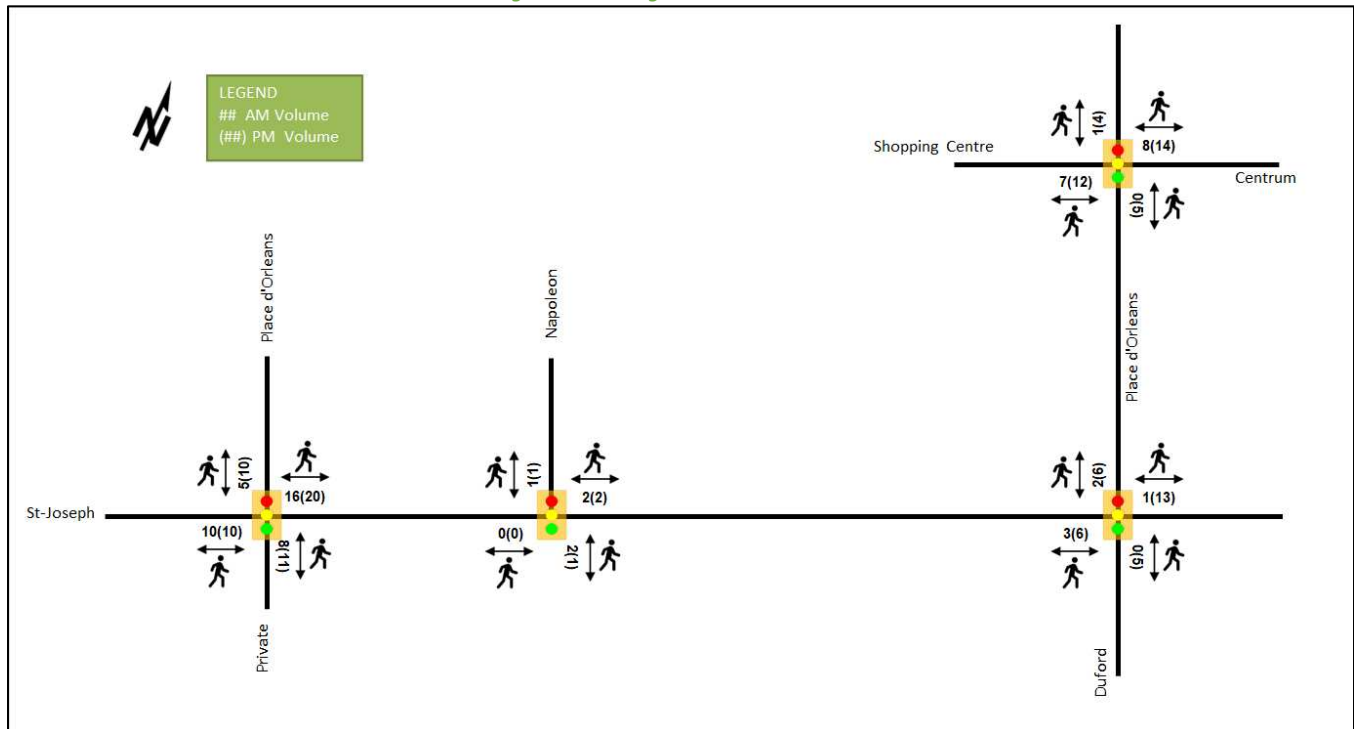 LEGEND
## AM Volume
(##) PM Volume
1(4)
8(14)
Shopping Centre
Centrum
7(12)
0(5)
Place d'Orleans
Napoleon
Place d'Orleans
5(10)
16(20)
1(1)
2(2)
2(6)
1(13)
St-Joseph
10(10)
8(11)
0(0)
2(1)
3(6)
0(5)
Private
Duford